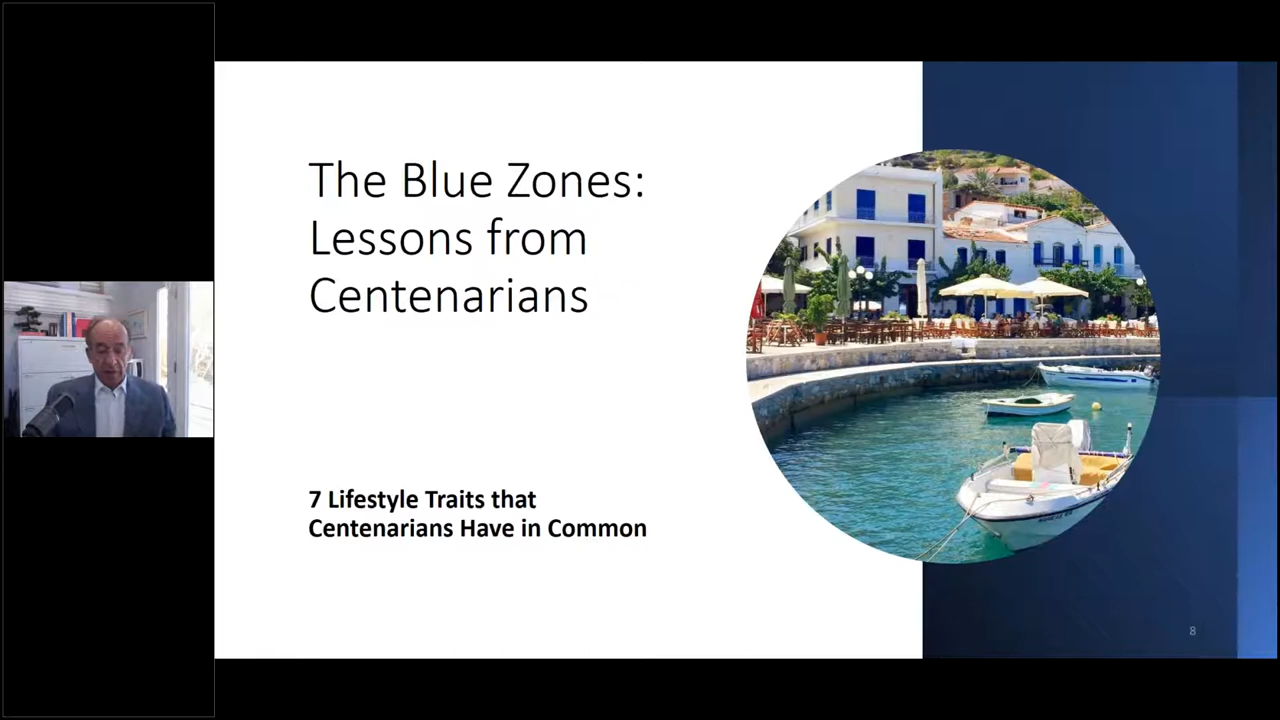 The Blue Zones:
Lessons from
Centenarians
7 Lifestyle Traits that
Centenarians Have in Common
8